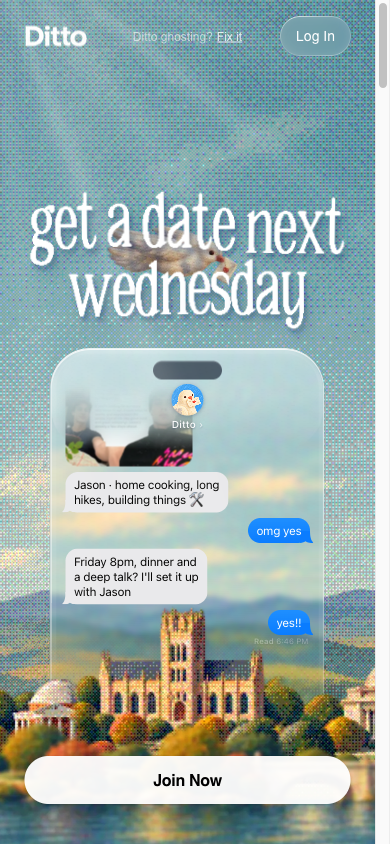 Ditto
Ditto ghosting? Fix it
Log In
get a date next
wednesday
Ditto ›
Jason · home cooking, long
hikes, building things 🛠️
omg yes
Friday 8pm, dinner and
a deep talk? I'll set it up
with Jason
yes!!
Read 6:46 PM
Join Now